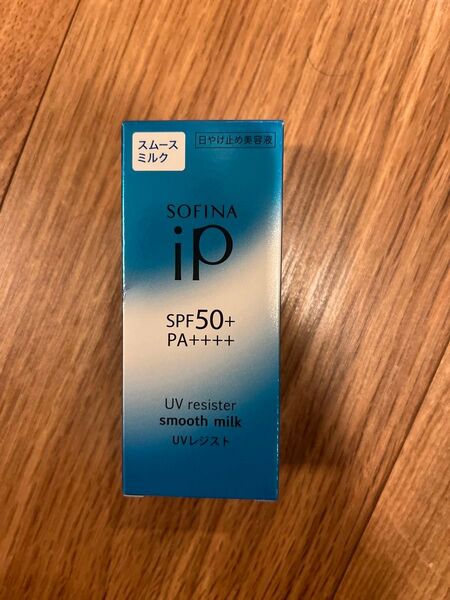 スムース
ミルク
日やけ止め美容液
SOFINA
iP
SPF50+
PA++++
UV resister
smooth milk
UVレジスト